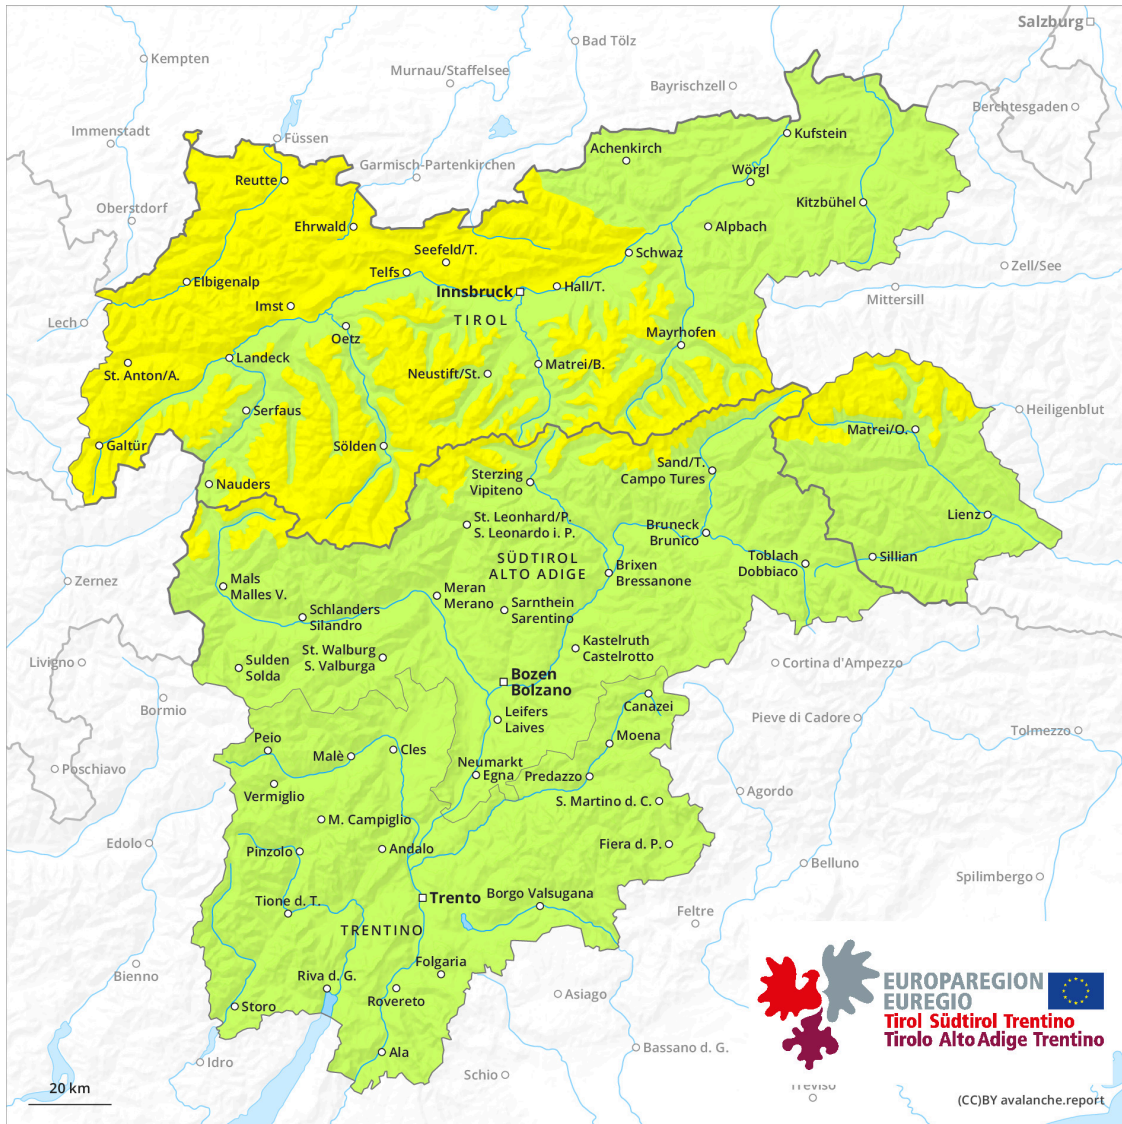 Salzburg
Bad Tölz
Kempten
Murnau/Staffelsee
Bayrischzell
Berchtesgaden
Immenstadt
Füssen
Kufstein
Achenkirch
Garmisch-Partenkirchen
Wörgl
Reutte
Oberstdorf
Kitzbühel
Ehrwald
Alpbach
Seefeld/T.
Schwaz
Zell/See
Telfs
Elbigenalp
Hall/T.
Innsbruck
Mittersill
Imst
TIROL
Lech
Oetz
Mayrhofen
Landeck
Matrei/B.
St. Anton/A.
Neustift/St.
Serfaus
Heiligenblut
Matrei/O.
Galtür
Sölden
Sand/T.
Campo Tures
Sterzing
Vipiteno
Nauders
St. Leonhard/P.
S. Leonardo i. P.
Lienz
Bruneck
Brunico
SÜDTIROL
ALTO ADIGE
Toblach
Dobbiaco
Sillian
Brixen
Bressanone
Zernez
Mals
Malles V.
Meran
Merano
Sarnthein
Sarentino
Schlanders
Silandro
Kastelruth
Castelrotto
St. Walburg
S. Valburga
Livigno
Sulden
Solda
Cortina d'Ampezzo
Bozen
Bolzano
Bormio
Canazei
Leifers
Laives
Pieve di Cadore
Tolmezzo
Peio
Moena
Malè
Cles
Poschiavo
Neumarkt
Egna
Predazzo
Vermiglio
Agordo
S. Martino d. C.
M. Campiglio
Edolo
Pinzolo
Andalo
Fiera d. P.
Belluno
Spilimbergo
Tione d. T.
Trento
Borgo Valsugana
Feltre
TRENTINO
Folgaria
Bienno
Riva d. G.
Rovereto
Asiago
Storo
EUROPAREGION
EUREGIO
Tirol Südtirol Trentino
Tirolo Alto Adige Trentino
Ala
Bassano d. G.
Idro
Schio
Treviso
20 km
(CC)BY avalanche.report